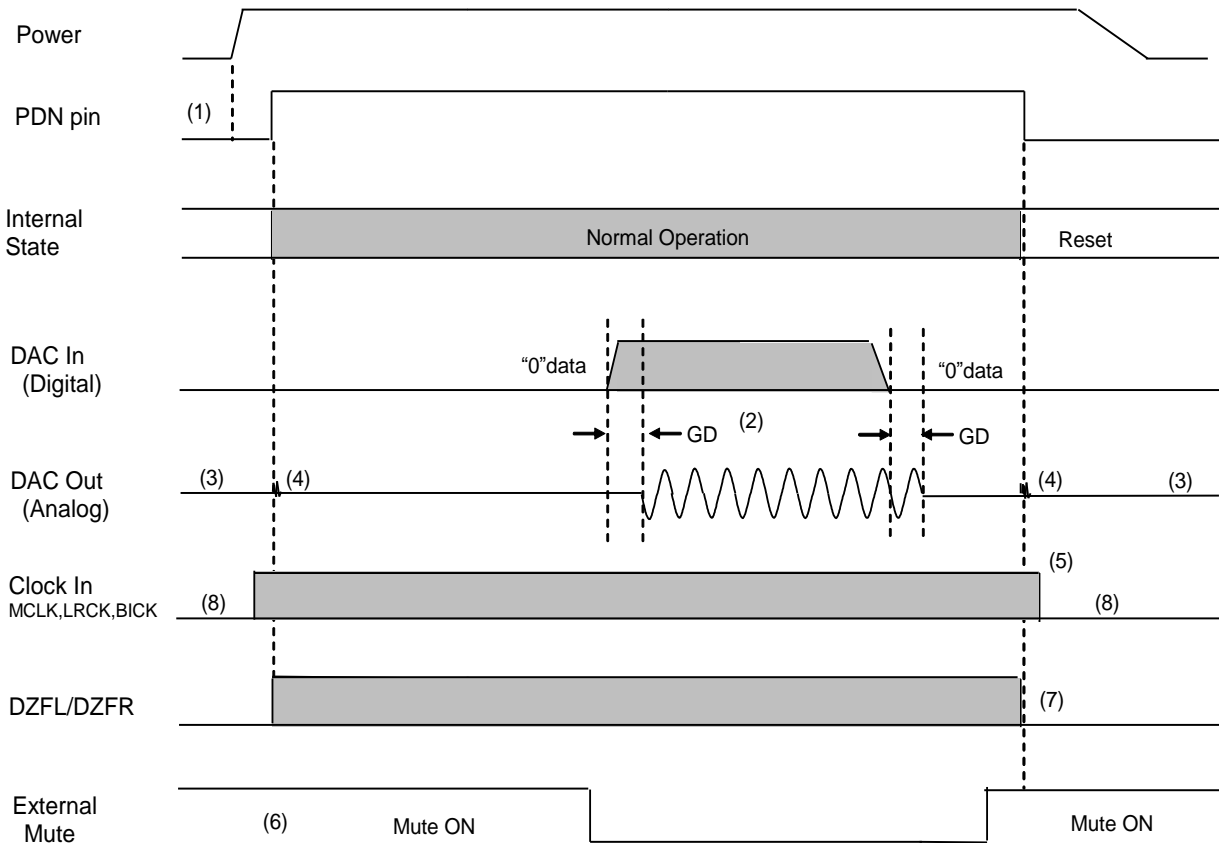 Power
PDN pin
(1)
Internal
State
Normal Operation
Reset
DAC In
(Digital)
“0”data
“0”data
GD
(2)
GD
DAC Out
(Analog)
(3)
(4)
(4)
(3)
Clock In
MCLK,LRCK,BICK
(8)
(5)
(8)
DZFL/DZFR
(7)
External
Mute
(6)
Mute ON
Mute ON